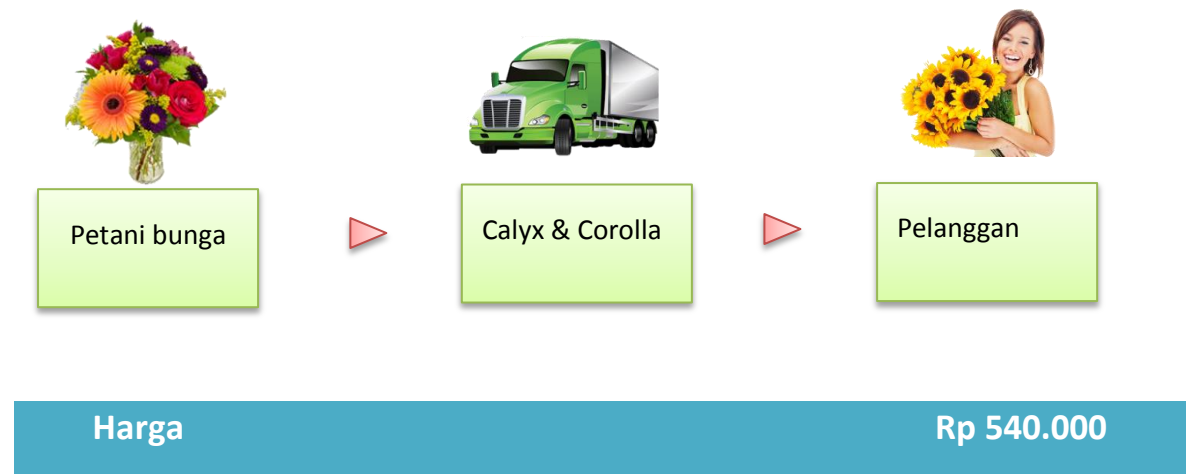 Petani bunga
Calyx & Corolla
Pelanggan
Harga
Rp 540.000